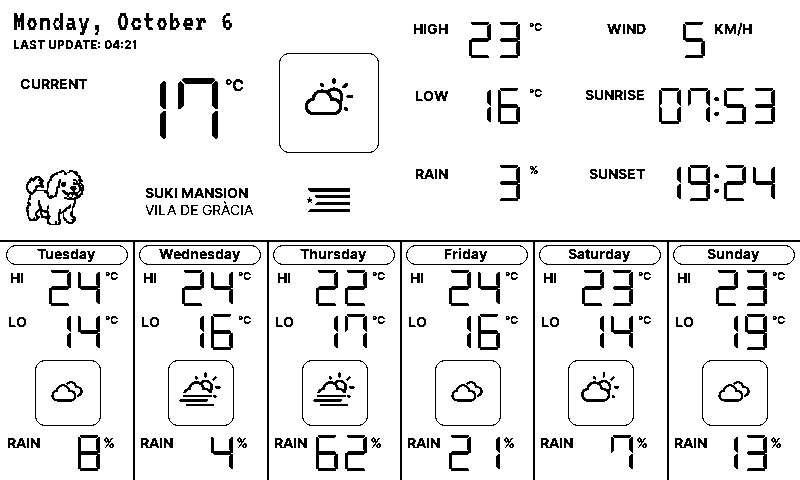 Monday, October 6
LAST UPDATE: 04:21
CURRENT 17 °C
SUKI MANSION
VILA DE GRÀCIA
HIGH 23 °C
LOW 16 °C
RAIN 3 %
WIND 5 KM/H
SUNRISE 07:53
SUNSET 19:24
Tuesday
HI 24 °C
LO 14 °C
RAIN 8 %
Wednesday
HI 24 °C
LO 16 °C
RAIN 4 %
Thursday
HI 22 °C
LO 17 °C
RAIN 62 %
Friday
HI 24 °C
LO 16 °C
RAIN 21 %
Saturday
HI 23 °C
LO 14 °C
RAIN 7 %
Sunday
HI 23 °C
LO 19 °C
RAIN 13 %